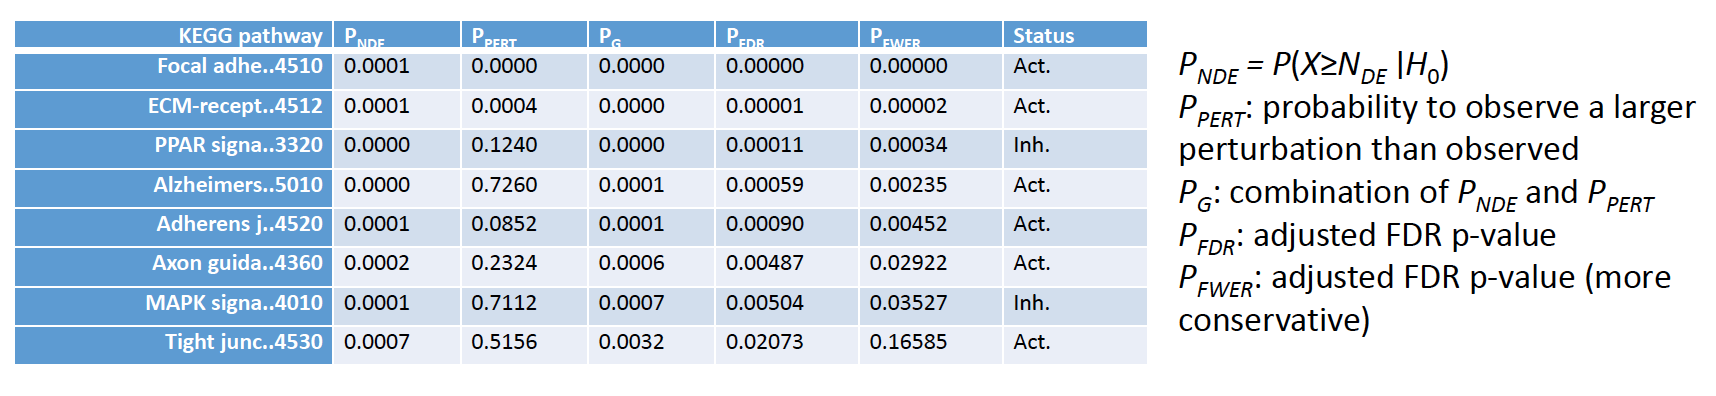 KEGG pathway P_NDE P_PERT P_G P_FDR P_FWER Status
Focal adhe..4510 0.0001 0.0000 0.0000 0.00000 0.00000 Act.
ECM-recept..4512 0.0001 0.0004 0.0000 0.00001 0.00002 Act.
PPAR signa..3320 0.0000 0.1240 0.0000 0.00011 0.00034 Inh.
Alzheimers..5010 0.0000 0.7260 0.0001 0.00059 0.00235 Act.
Adherens j..4520 0.0001 0.0852 0.0001 0.00090 0.00452 Act.
Axon guida..4360 0.0002 0.2324 0.0006 0.00487 0.02922 Act.
MAPK signa..4010 0.0001 0.7112 0.0007 0.00504 0.03527 Inh.
Tight junc..4530 0.0007 0.5156 0.0032 0.02073 0.16585 Act.
P_NDE = P(X≥N_DE |H_0)
P_PERT: probability to observe a larger
perturbation than observed
P_G: combination of P_NDE and P_PERT
P_FDR: adjusted FDR p-value
P_FWER: adjusted FDR p-value (more
conservative)